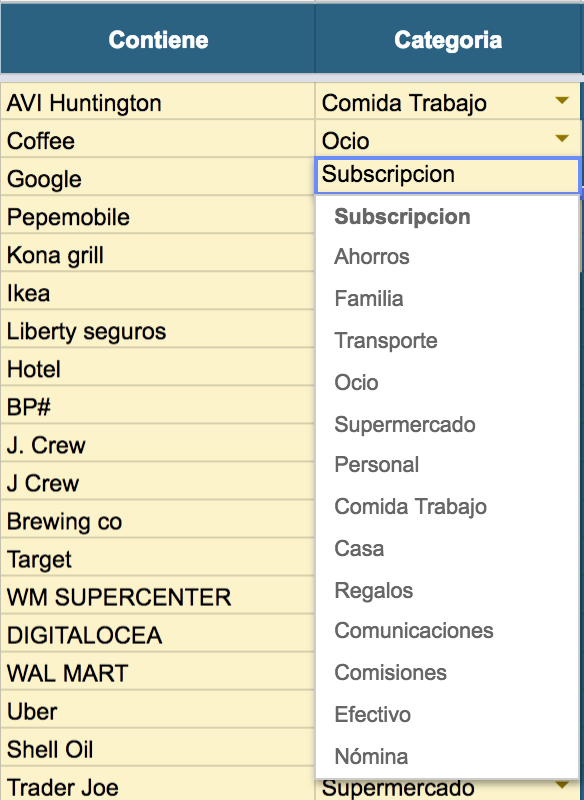 Contiene Categoria
AVI Huntington Comida Trabajo
Coffee Ocio
Google Subscripcion
Pepemobile Subscripcion
Kona grill Ahorros
Ikea Familia
Liberty seguros Transporte
Hotel Ocio
BP# Supermercado
J. Crew Personal
J Crew Comida Trabajo
Brewing co Casa
Target Regalos
WM SUPERCENTER
DIGITALOCEA Comunicaciones
WAL MART Comisiones
Uber Efectivo
Shell Oil Nómina
Trader Joe Supermercado